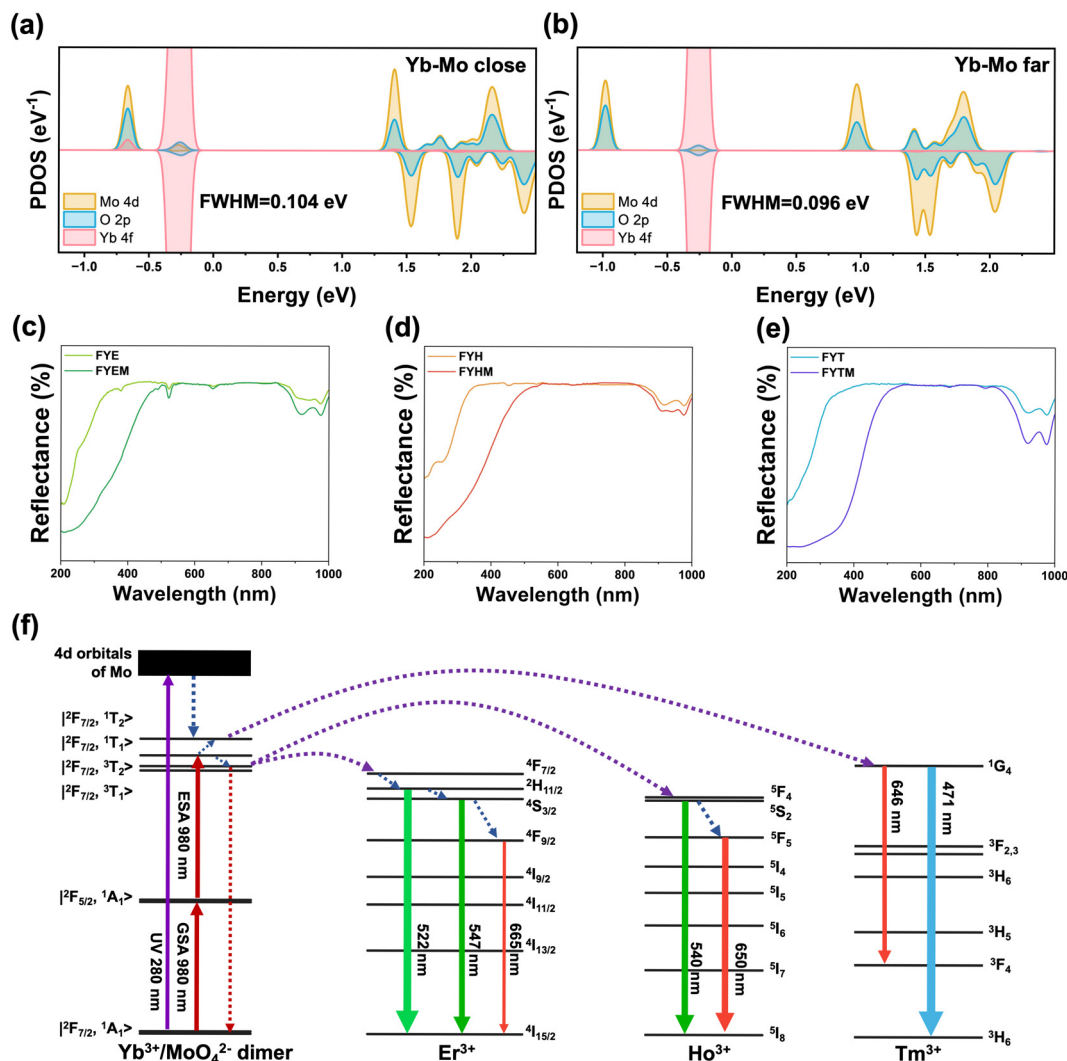 (a)
Yb-Mo close
PDOS (eV⁻¹)
FWHM=0.104 eV
Mo 4d
O 2p
Yb 4f
−1.0 −0.5 0.0 0.5 1.0 1.5 2.0
Energy (eV)
(b)
Yb-Mo far
PDOS (eV⁻¹)
FWHM=0.096 eV
Mo 4d
O 2p
Yb 4f
−1.0 −0.5 0.0 0.5 1.0 1.5 2.0
Energy (eV)
(c)
FYE
FYEM
Reflectance (%)
200 400 600 800 1000
Wavelength (nm)
(d)
FYH
FYHM
Reflectance (%)
200 400 600 800 1000
Wavelength (nm)
(e)
FYT
FYTM
Reflectance (%)
200 400 600 800 1000
Wavelength (nm)
(f)
4d orbitals
of Mo
|²F₇/₂, ¹T₂>
|²F₇/₂, ¹T₁>
|²F₇/₂, ³T₂>
|²F₇/₂, ³T₁>
|²F₅/₂, ¹A₁>
|²F₇/₂, ¹A₁>
UV 280 nm
ESA 980 nm
GSA 980 nm
Yb³⁺/MoO₄²⁻ dimer
⁴F₇/₂
²H₁₁/₂
⁴S₃/₂
⁴F₉/₂
⁴I₉/₂
⁴I₁₁/₂
⁴I₁₃/₂
⁴I₁₅/₂
522 nm
547 nm
665 nm
Er³⁺
⁵F₄
⁵S₂
⁵F₅
⁵I₄
⁵I₅
⁵I₆
⁵I₇
⁵I₈
540 nm
650 nm
Ho³⁺
¹G₄
³F₂,₃
³H₆
³H₅
³F₄
³H₆
646 nm
471 nm
Tm³⁺